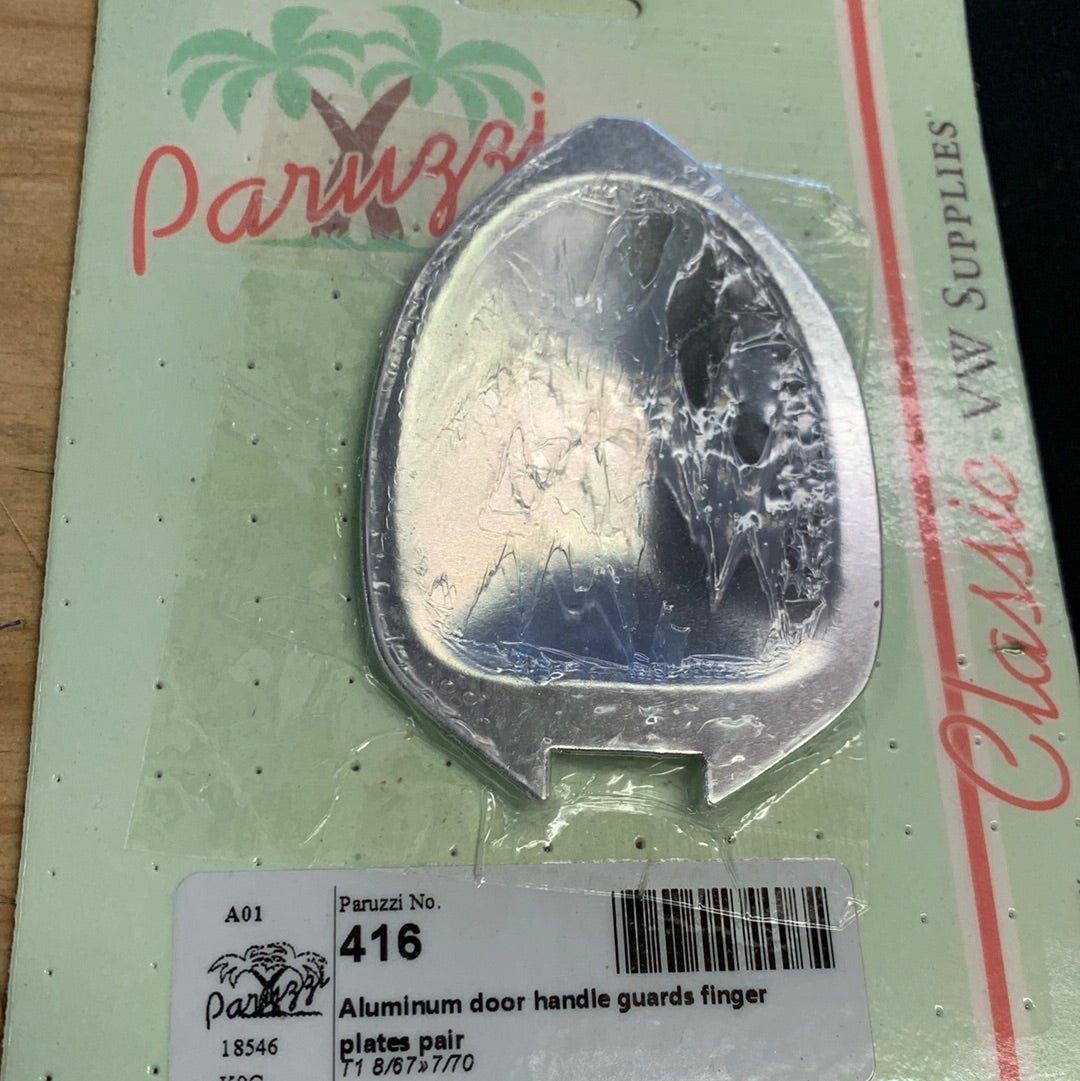 Paruzzi
Classic VW SUPPLIES
A01
Paruzzi
18546
Paruzzi No.
416
Aluminum door handle guards finger
plates pair
T1 8/67»7/70